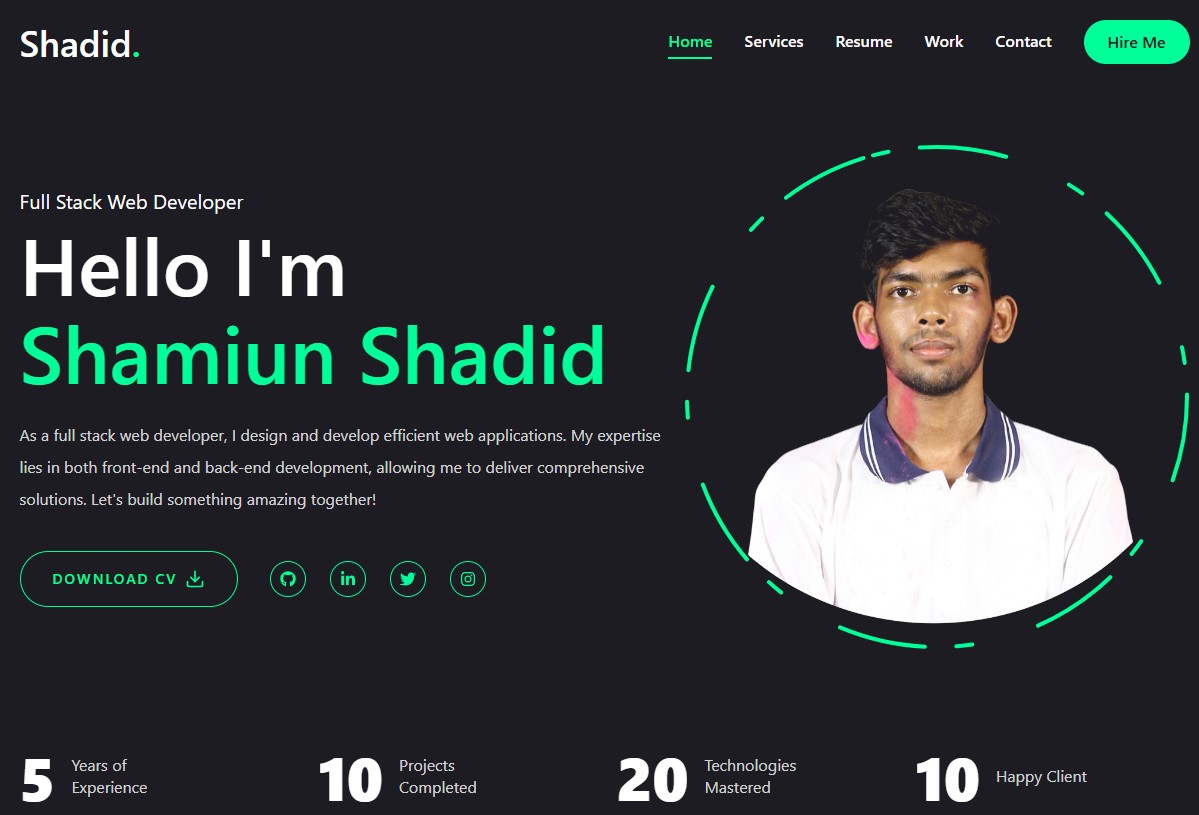 Shadid.
Home Services Resume Work Contact Hire Me
Full Stack Web Developer
Hello I'm
Shamiun Shadid
As a full stack web developer, I design and develop efficient web applications. My expertise
lies in both front-end and back-end development, allowing me to deliver comprehensive
solutions. Let's build something amazing together!
DOWNLOAD CV
in
5 Years of
Experience
10 Projects
Completed
20 Technologies
Mastered
10 Happy Client